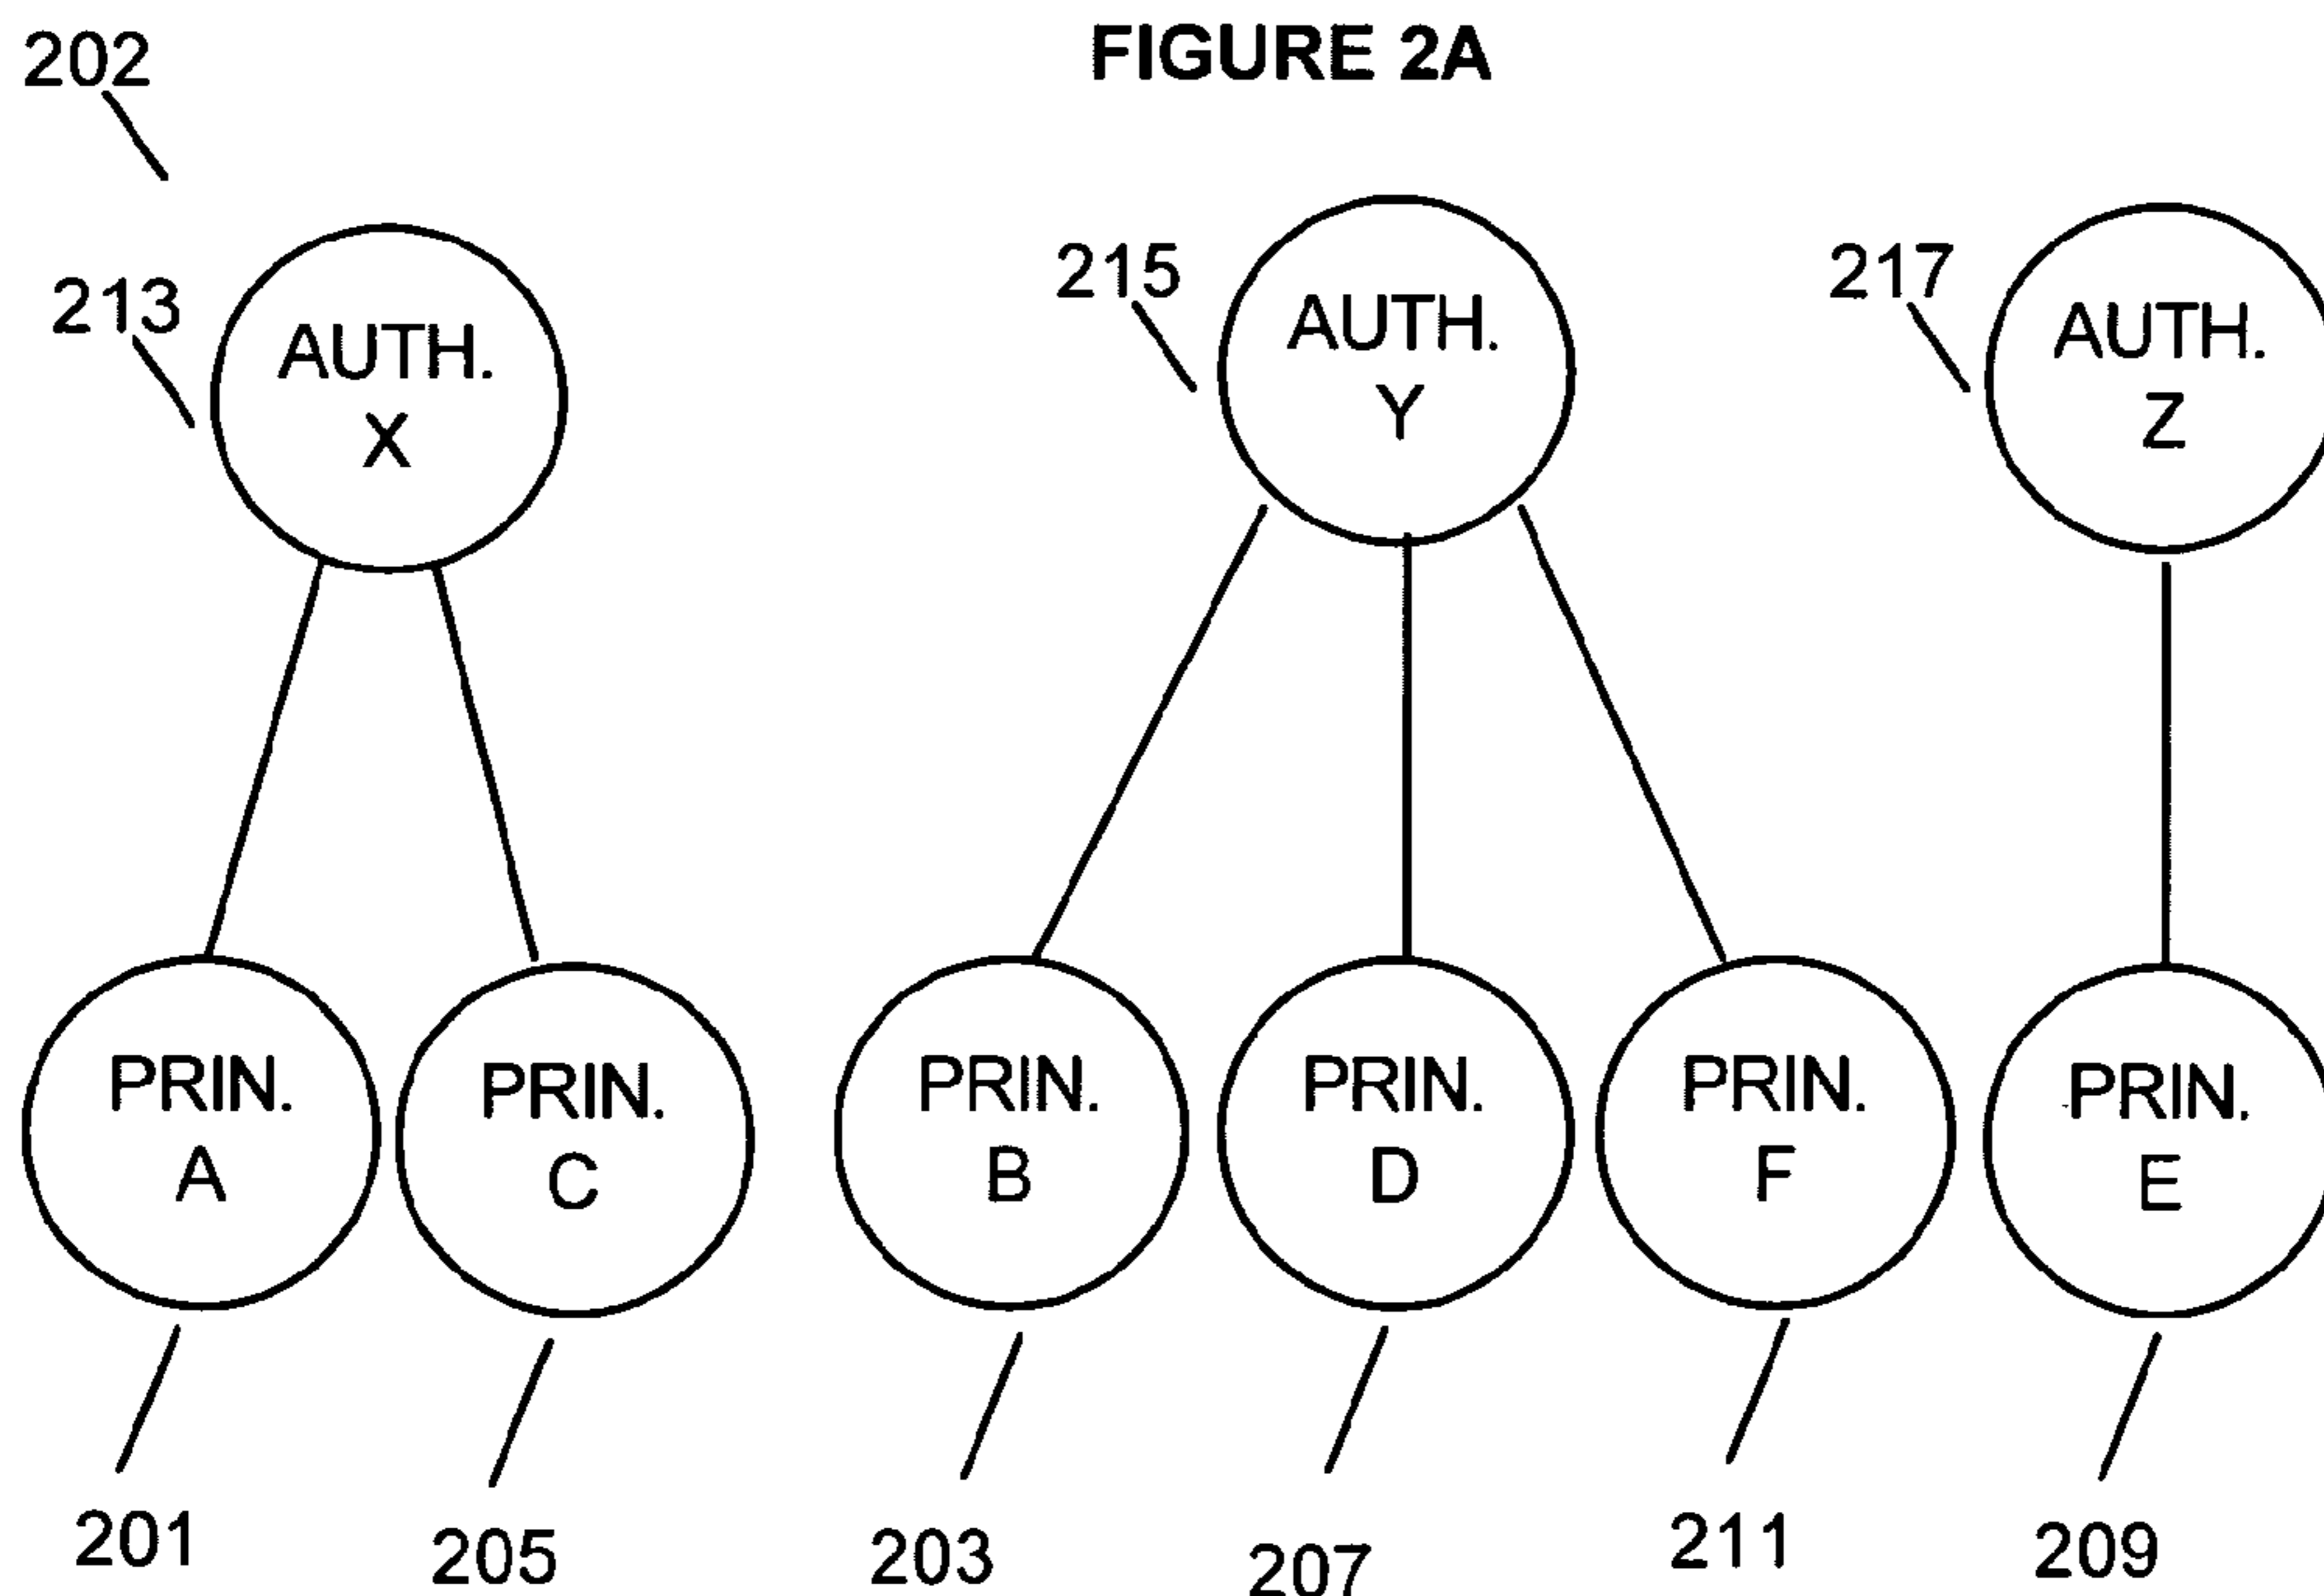 202
FIGURE 2A
213
AUTH.
X
215
AUTH.
Y
217
AUTH.
Z
PRIN.
A
PRIN.
C
PRIN.
B
PRIN.
D
PRIN.
F
PRIN.
E
201
205
203
207
211
209